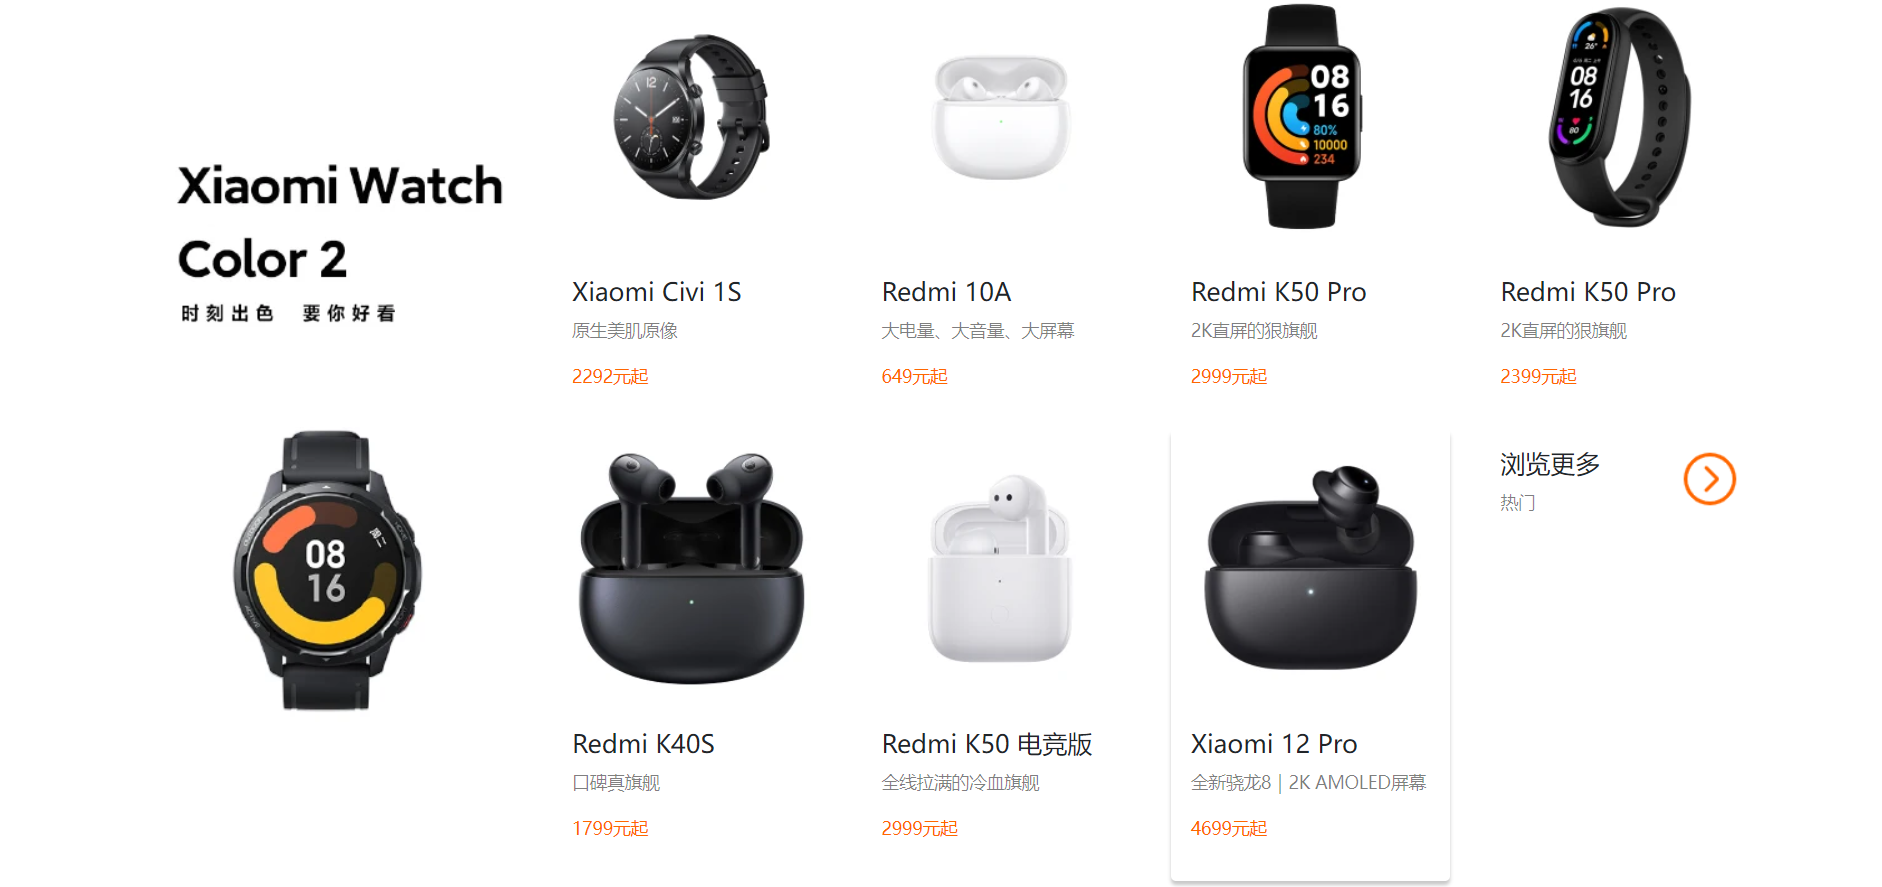 Xiaomi Watch
Color 2
时刻出色 要你好看
08
16
周二
12
Xiaomi Civi 1S
原生美肌原像
2292元起
Redmi 10A
大电量、大音量、大屏幕
649元起
08
16
80%
10000
234
Redmi K50 Pro
2K直屏的狠旗舰
2999元起
26°
08
16
80
Redmi K50 Pro
2K直屏的狠旗舰
2399元起
Redmi K40S
口碑真旗舰
1799元起
Redmi K50 电竞版
全线拉满的冷血旗舰
2999元起
Xiaomi 12 Pro
全新骁龙8｜2K AMOLED屏幕
4699元起
浏览更多
热门